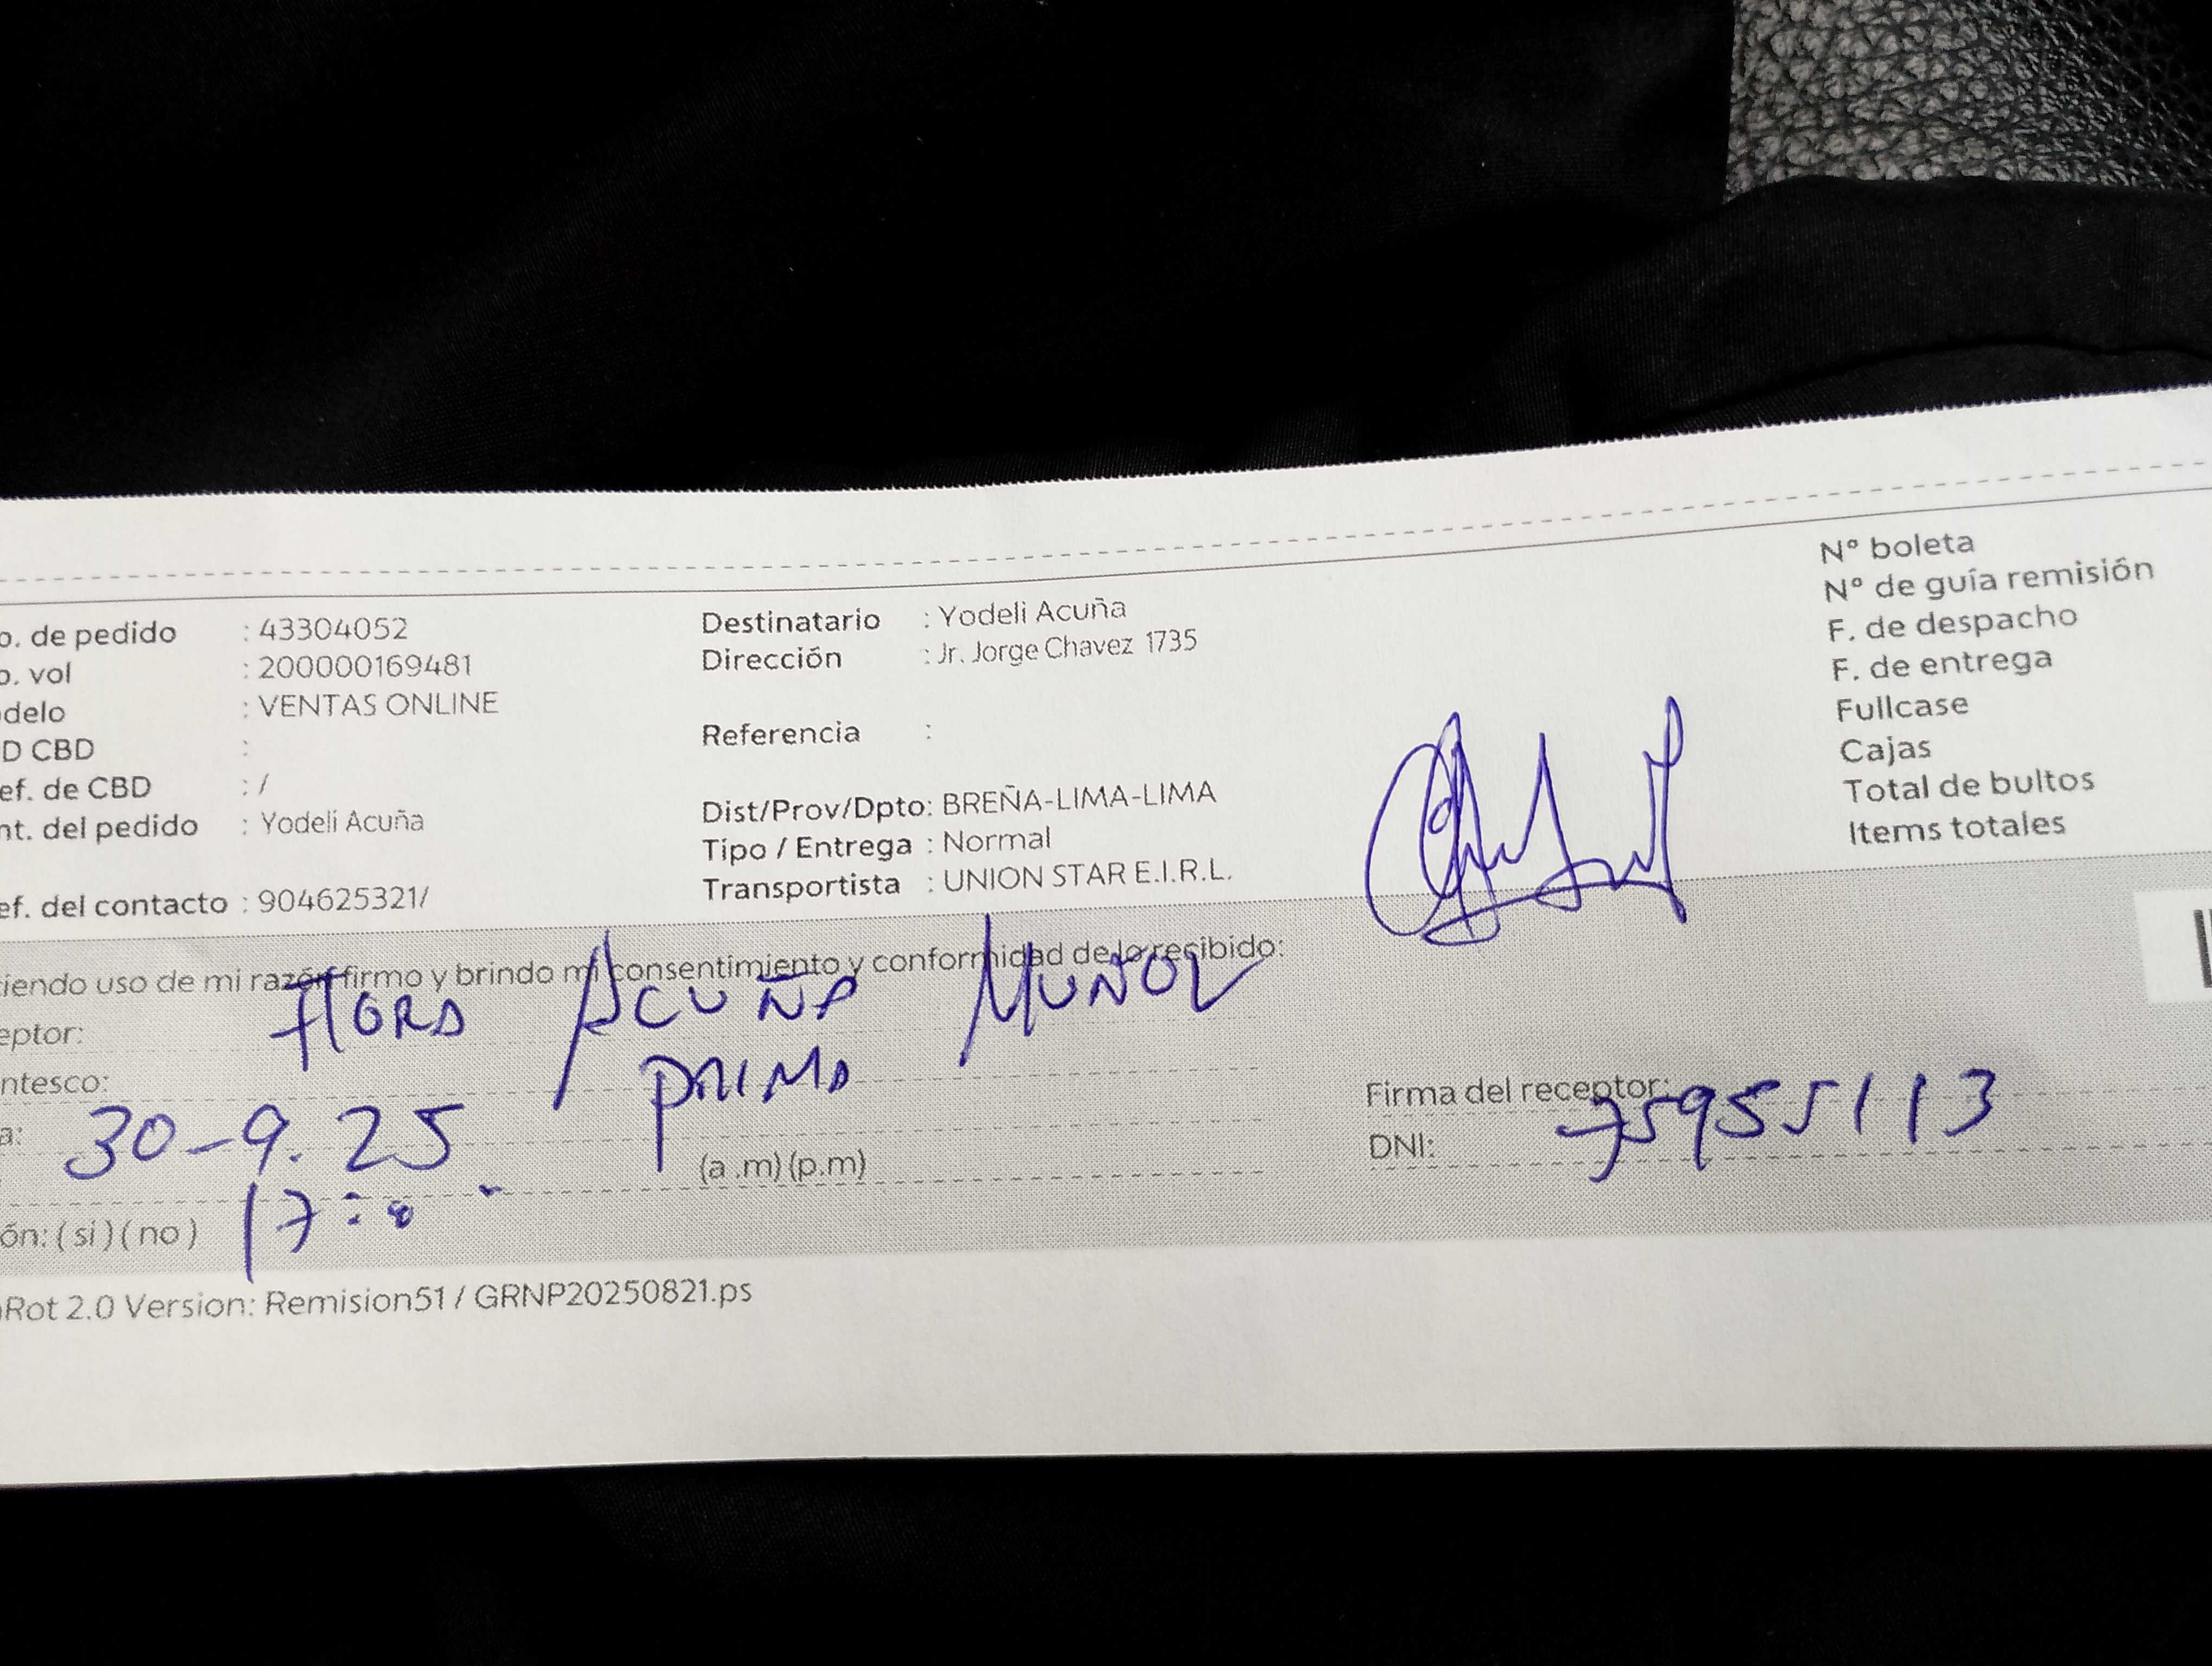 o. de pedido : 43304052
o. vol : 200000169481
delo : VENTAS ONLINE
D CBD :
ef. de CBD : /
nt. del pedido : Yodeli Acuña
ef. del contacto : 904625321/
Destinatario : Yodeli Acuña
Dirección : Jr. Jorge Chavez 1735
Referencia :
Dist/Prov/Dpto: BREÑA-LIMA-LIMA
Tipo / Entrega : Normal
Transportista : UNION STAR E.I.R.L.
N° boleta
N° de guía remisión
F. de despacho
F. de entrega
Fullcase
Cajas
Total de bultos
Items totales
iendo uso de mi razón firmo y brindo mi consentimiento y conformidad de lo recibido:
eptor: ACUÑA MUÑOZ
ntesco: PRIMA
a: 30-9.25
(a .m) (p.m)
17:
ón: ( si ) ( no )
Firma del receptor:
DNI: 75955113
Rot 2.0 Version: Remision51 / GRNP20250821.ps